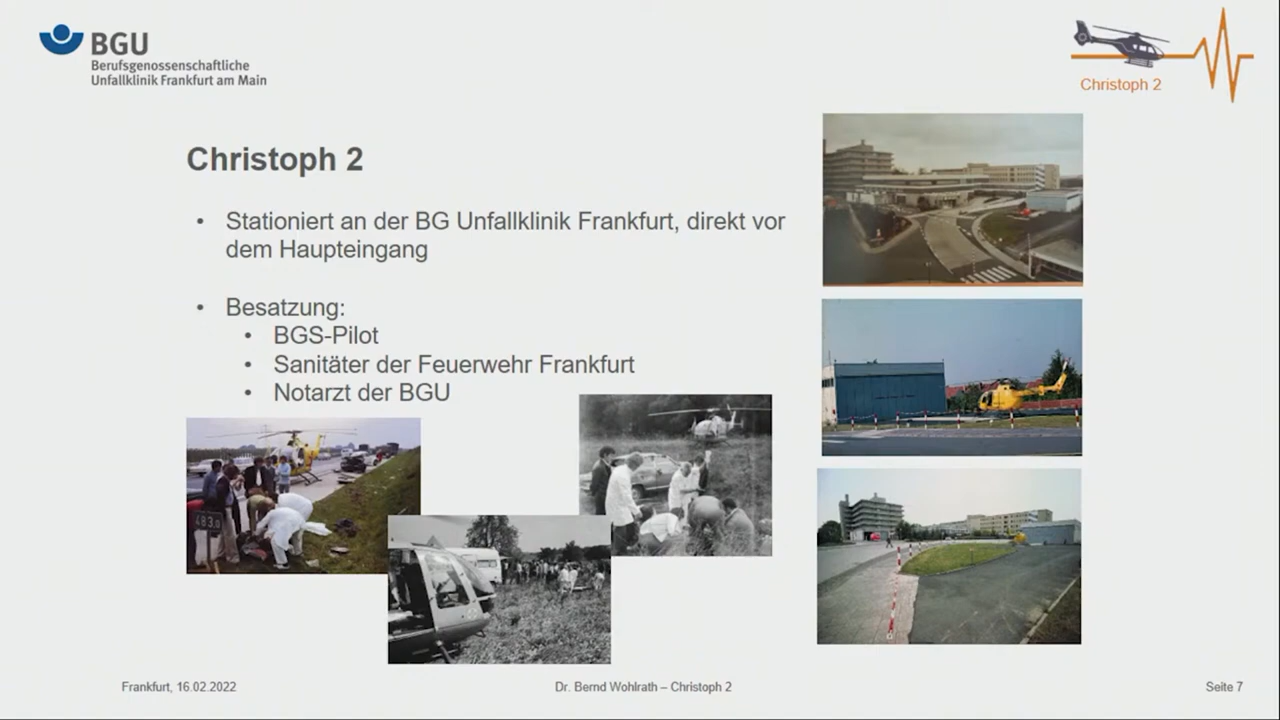 BGU
Berufsgenossenschaftliche
Unfallklinik Frankfurt am Main
Christoph 2
Christoph 2
• Stationiert an der BG Unfallklinik Frankfurt, direkt vor
dem Haupteingang
• Besatzung:
• BGS-Pilot
• Sanitäter der Feuerwehr Frankfurt
• Notarzt der BGU
483,0
Frankfurt, 16.02.2022
Dr. Bernd Wohlrath – Christoph 2
Seite 7